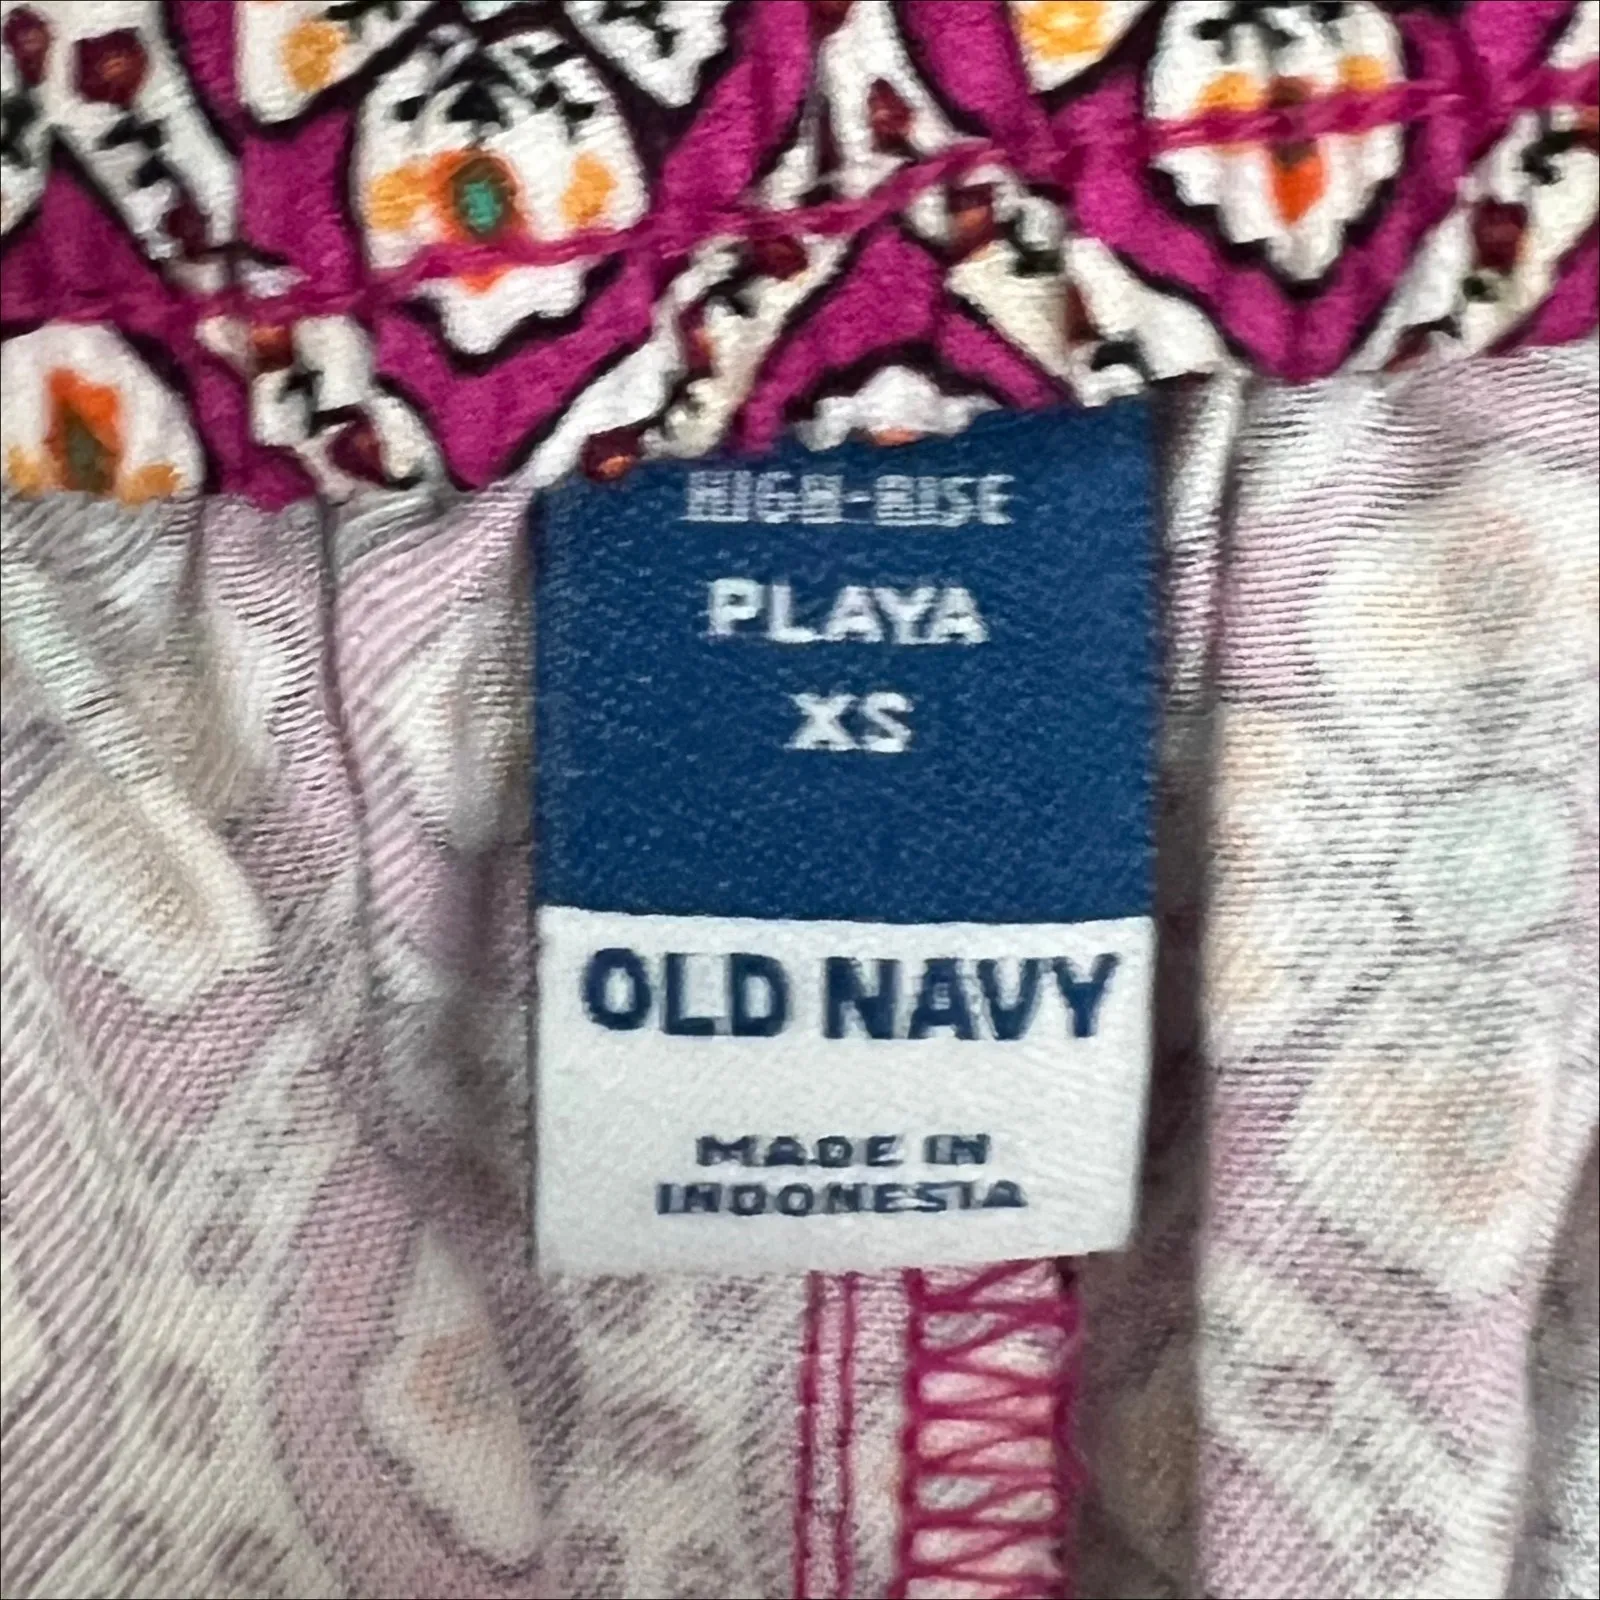 HIGH-RISE
PLAYA
XS
OLD NAVY
MADE IN
INDONESIA